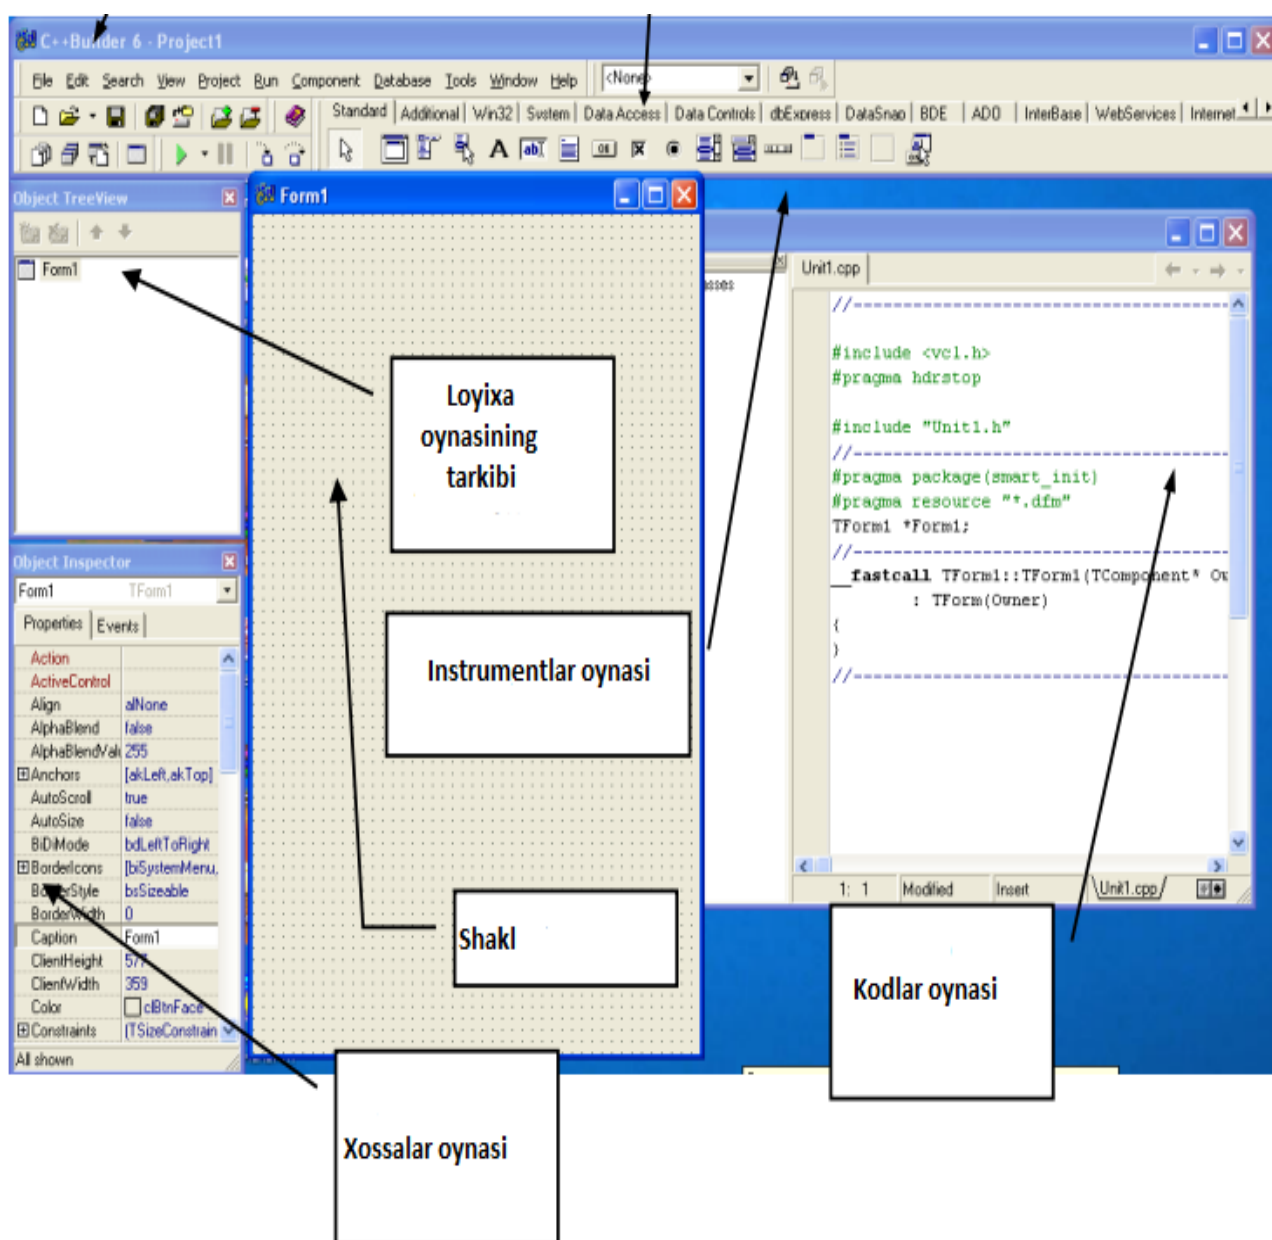 C++Builder 6 - Project1
File Edit Search View Project Run Component Database Tools Window Help <None>
Standard Additional Win32 System Data Access Data Controls dbExpress DataSnap BDE ADO InterBase WebServices Internet
Object TreeView
Form1
Form1
Unit1.cpp
//------------------------------------
#include <vcl.h>
#pragma hdrstop
#include "Unit1.h"
//------------------------------------
#pragma package(smart_init)
#pragma resource "*.dfm"
TForm1 *Form1;
//------------------------------------
__fastcall TForm1::TForm1(TComponent* Ow
: TForm(Owner)
{
}
//------------------------------------
1: 1 Modified Insert Unit1.cpp
Loyixa
oynasining
tarkibi
Instrumentlar oynasi
Shakl
Kodlar oynasi
Xossalar oynasi
Object Inspector
Form1 TForm1
Properties Events
Action
ActiveControl
Align alNone
AlphaBlend false
AlphaBlendValu 255
Anchors [akLeft,akTop]
AutoScroll true
AutoSize false
BiDiMode bdLeftToRight
BorderIcons [biSystemMenu,
BorderStyle bsSizeable
BorderWidth 0
Caption Form1
ClientHeight 577
ClientWidth 359
Color clBtnFace
Constraints (TSizeConstrain
All shown